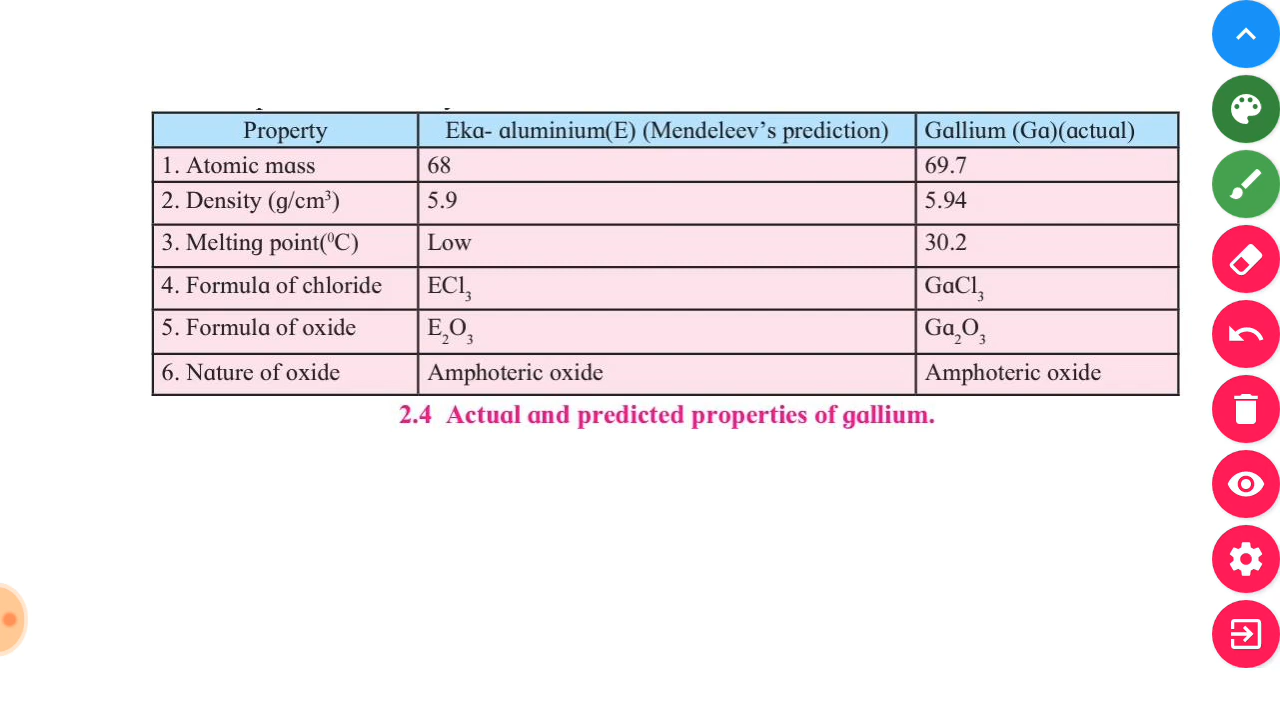 Property Eka- aluminium(E) (Mendeleev's prediction) Gallium (Ga)(actual)
1. Atomic mass 68 69.7
2. Density (g/cm³) 5.9 5.94
3. Melting point(⁰C) Low 30.2
4. Formula of chloride ECl₃ GaCl₃
5. Formula of oxide E₂O₃ Ga₂O₃
6. Nature of oxide Amphoteric oxide Amphoteric oxide
2.4 Actual and predicted properties of gallium.